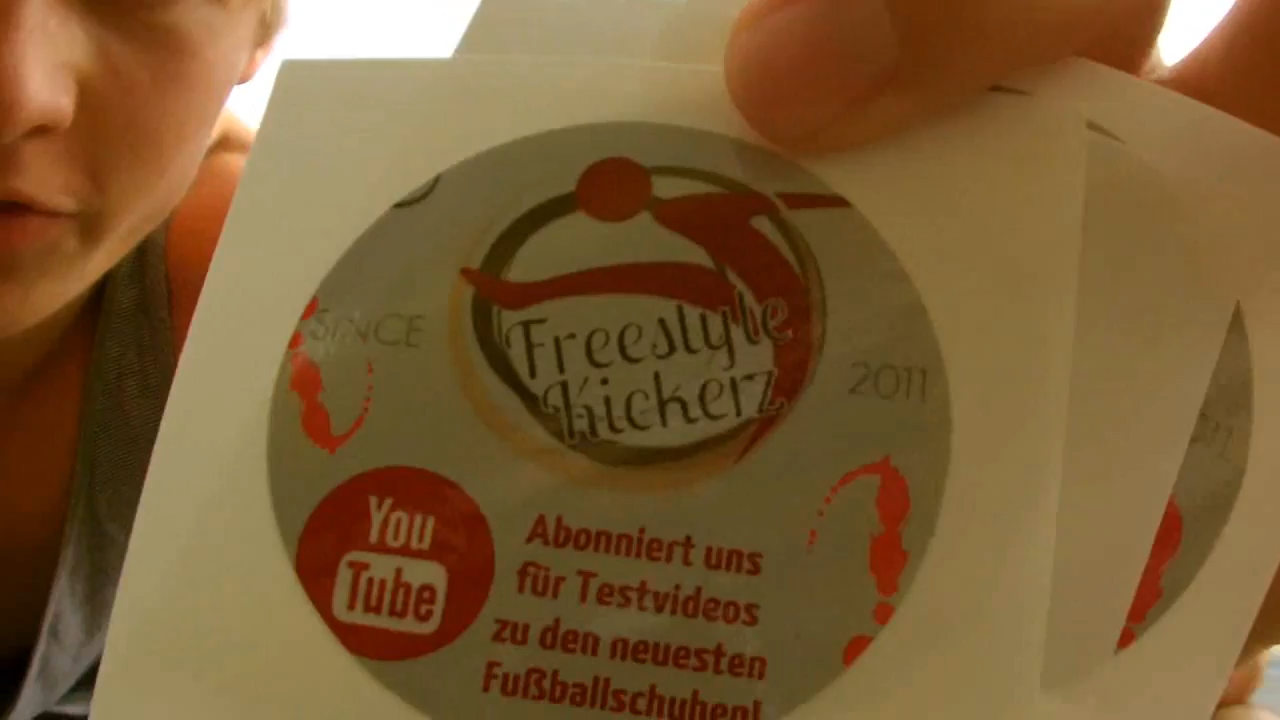 Freestyle
Kickerz
SINCE
2011
You
Tube
Abonniert uns
für Testvideos
zu den neuesten
Fußballschuhen!